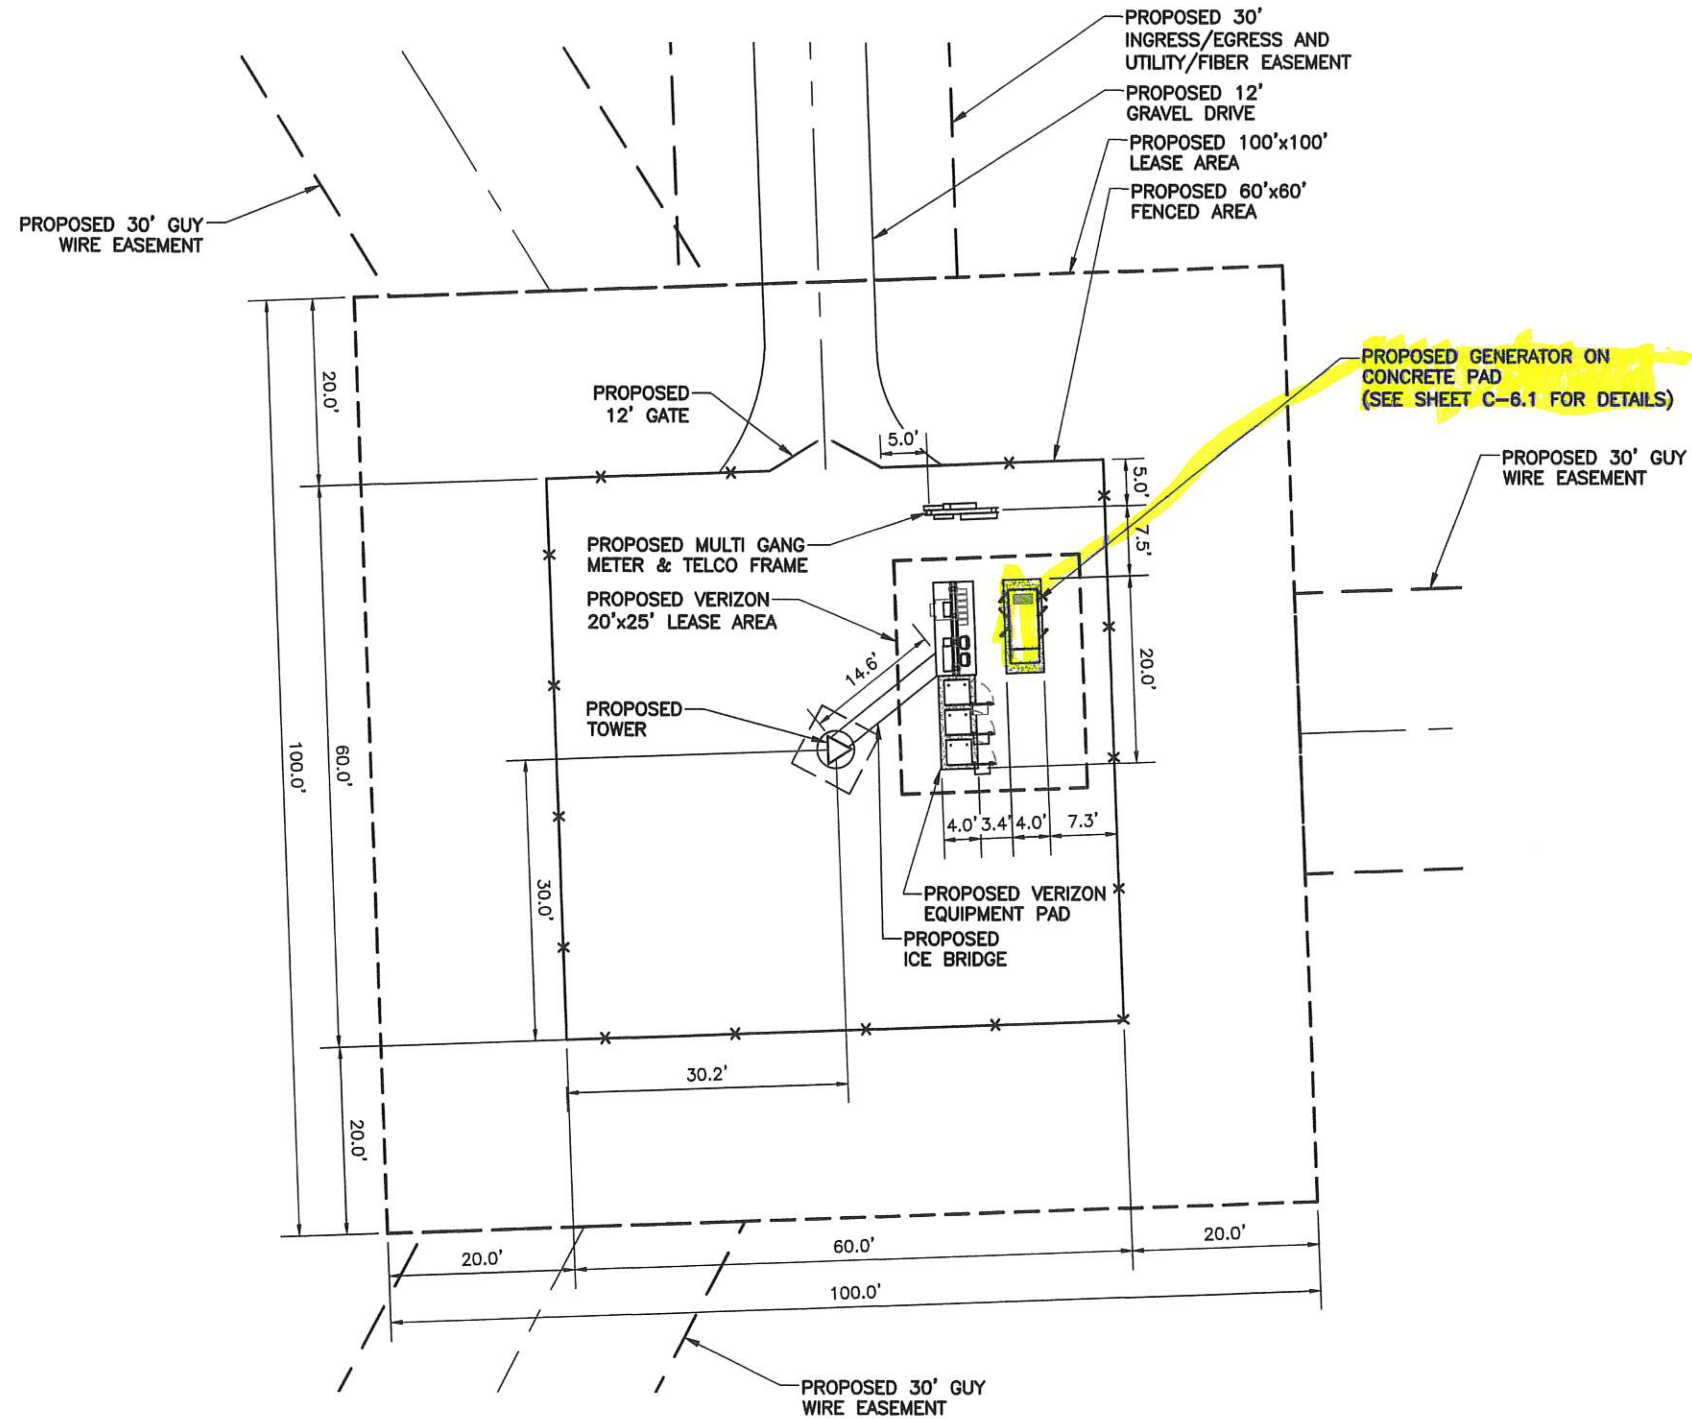 PROPOSED 30'
INGRESS/EGRESS AND
UTILITY/FIBER EASEMENT
PROPOSED 12'
GRAVEL DRIVE
PROPOSED 100'x100'
LEASE AREA
PROPOSED 60'x60'
FENCED AREA
PROPOSED 30' GUY
WIRE EASEMENT
PROPOSED GENERATOR ON
CONCRETE PAD
(SEE SHEET C-6.1 FOR DETAILS)
20.0'
PROPOSED
12' GATE
5.0'
5.0'
PROPOSED 30' GUY
WIRE EASEMENT
7.5'
PROPOSED MULTI GANG
METER & TELCO FRAME
PROPOSED VERIZON
20'x25' LEASE AREA
14.6'
20.0'
PROPOSED
TOWER
100.0'
60.0'
4.0'
3.4'
4.0'
7.3'
30.0'
PROPOSED VERIZON
EQUIPMENT PAD
PROPOSED
ICE BRIDGE
30.2'
20.0'
20.0'
60.0'
20.0'
100.0'
PROPOSED 30' GUY
WIRE EASEMENT